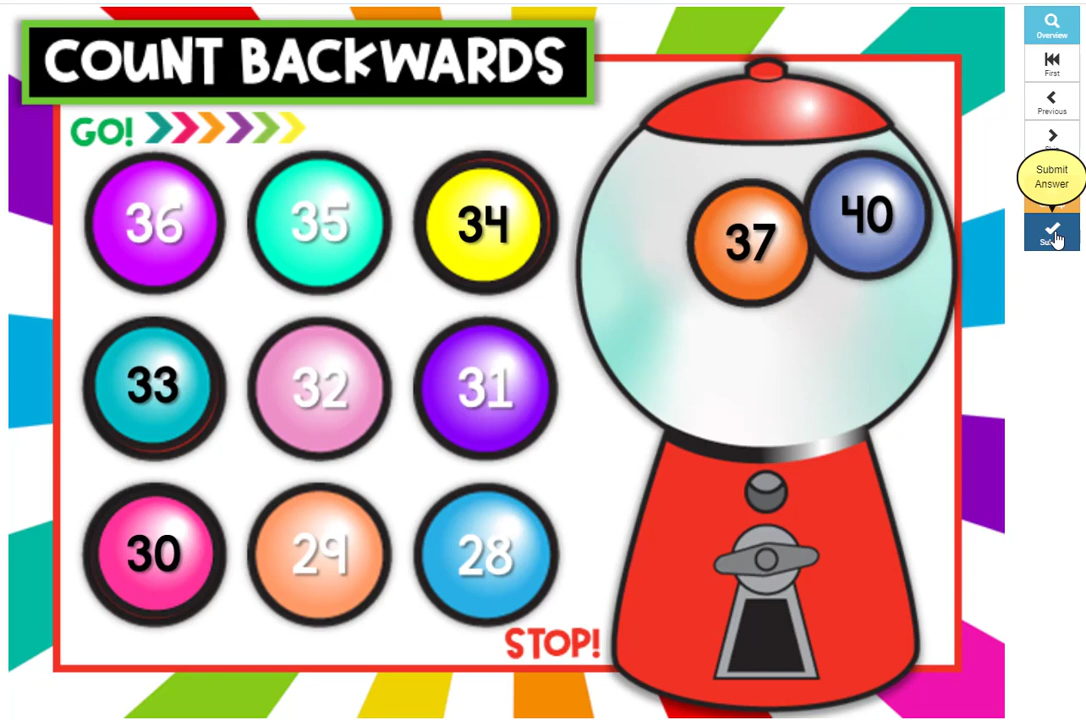 COUNT BACKWARDS
GO!
36 35 34
33 32 31
30 29 28
STOP!
37 40
Overview
First
Previous
Submit
Answer